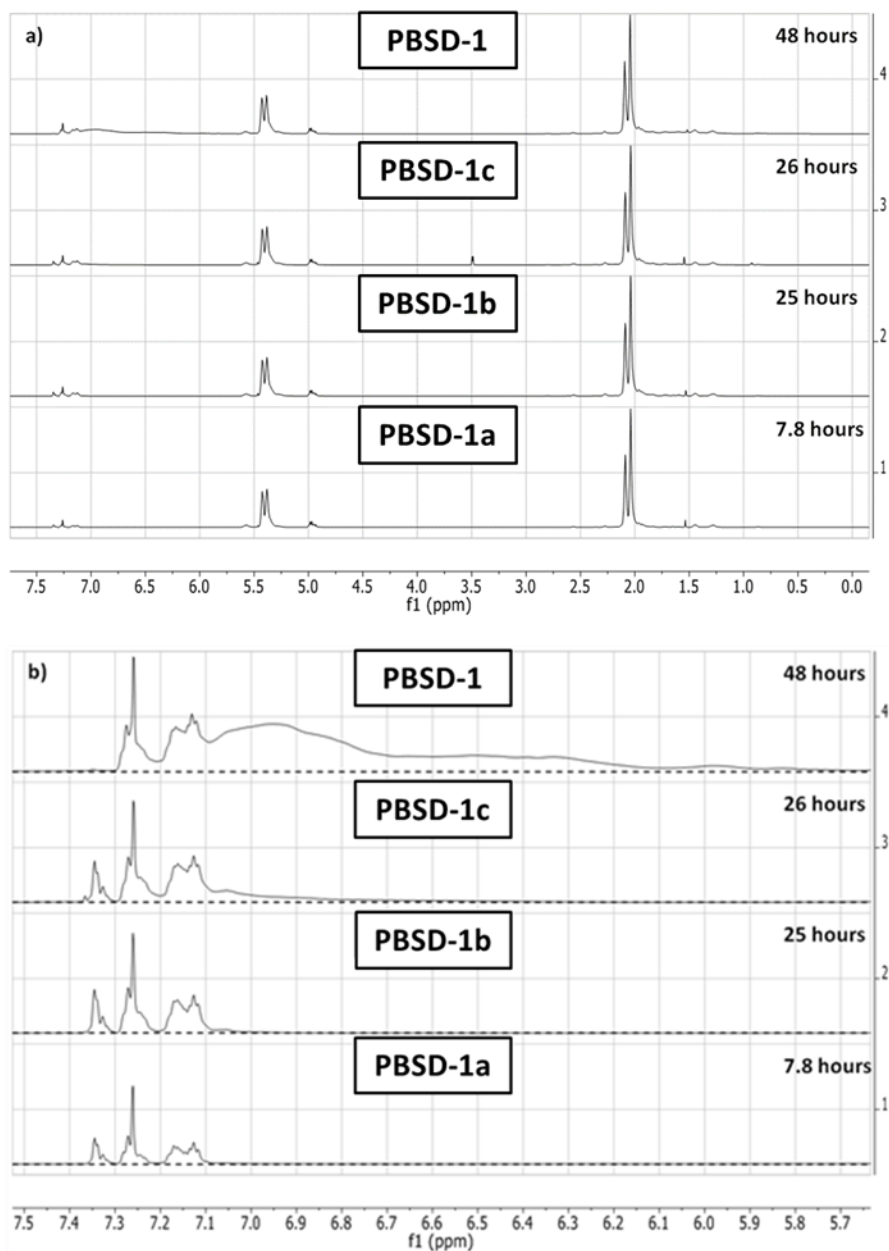 a)
PBSD-1
48 hours
4
PBSD-1c
26 hours
3
PBSD-1b
25 hours
2
PBSD-1a
7.8 hours
1
7.5 7.0 6.5 6.0 5.5 5.0 4.5 4.0 3.5 3.0 2.5 2.0 1.5 1.0 0.5 0.0
f1 (ppm)
b)
PBSD-1
48 hours
4
PBSD-1c
26 hours
3
PBSD-1b
25 hours
2
PBSD-1a
7.8 hours
1
7.5 7.4 7.3 7.2 7.1 7.0 6.9 6.8 6.7 6.6 6.5 6.4 6.3 6.2 6.1 6.0 5.9 5.8 5.7
f1 (ppm)